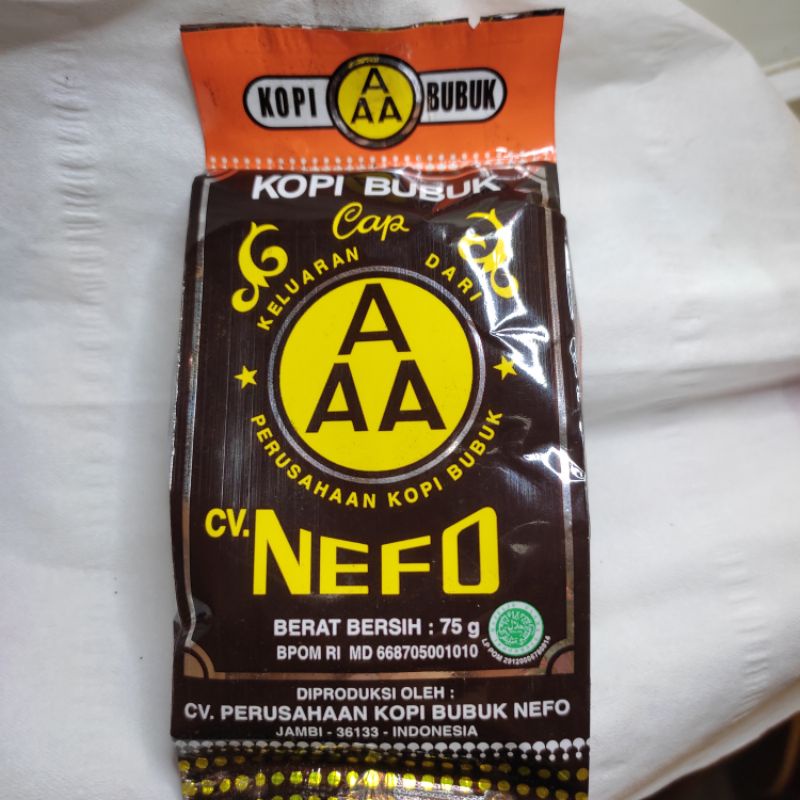 KOPI A BUBUK
AA
KOPI BUBUK
Cap
KELUARAN DARI
A
AA
PERUSAHAAN KOPI BUBUK
CV. NEFO
BERAT BERSIH : 75 g
BPOM RI MD 668705001010
DIPRODUKSI OLEH :
CV. PERUSAHAAN KOPI BUBUK NEFO
JAMBI - 36133 - INDONESIA